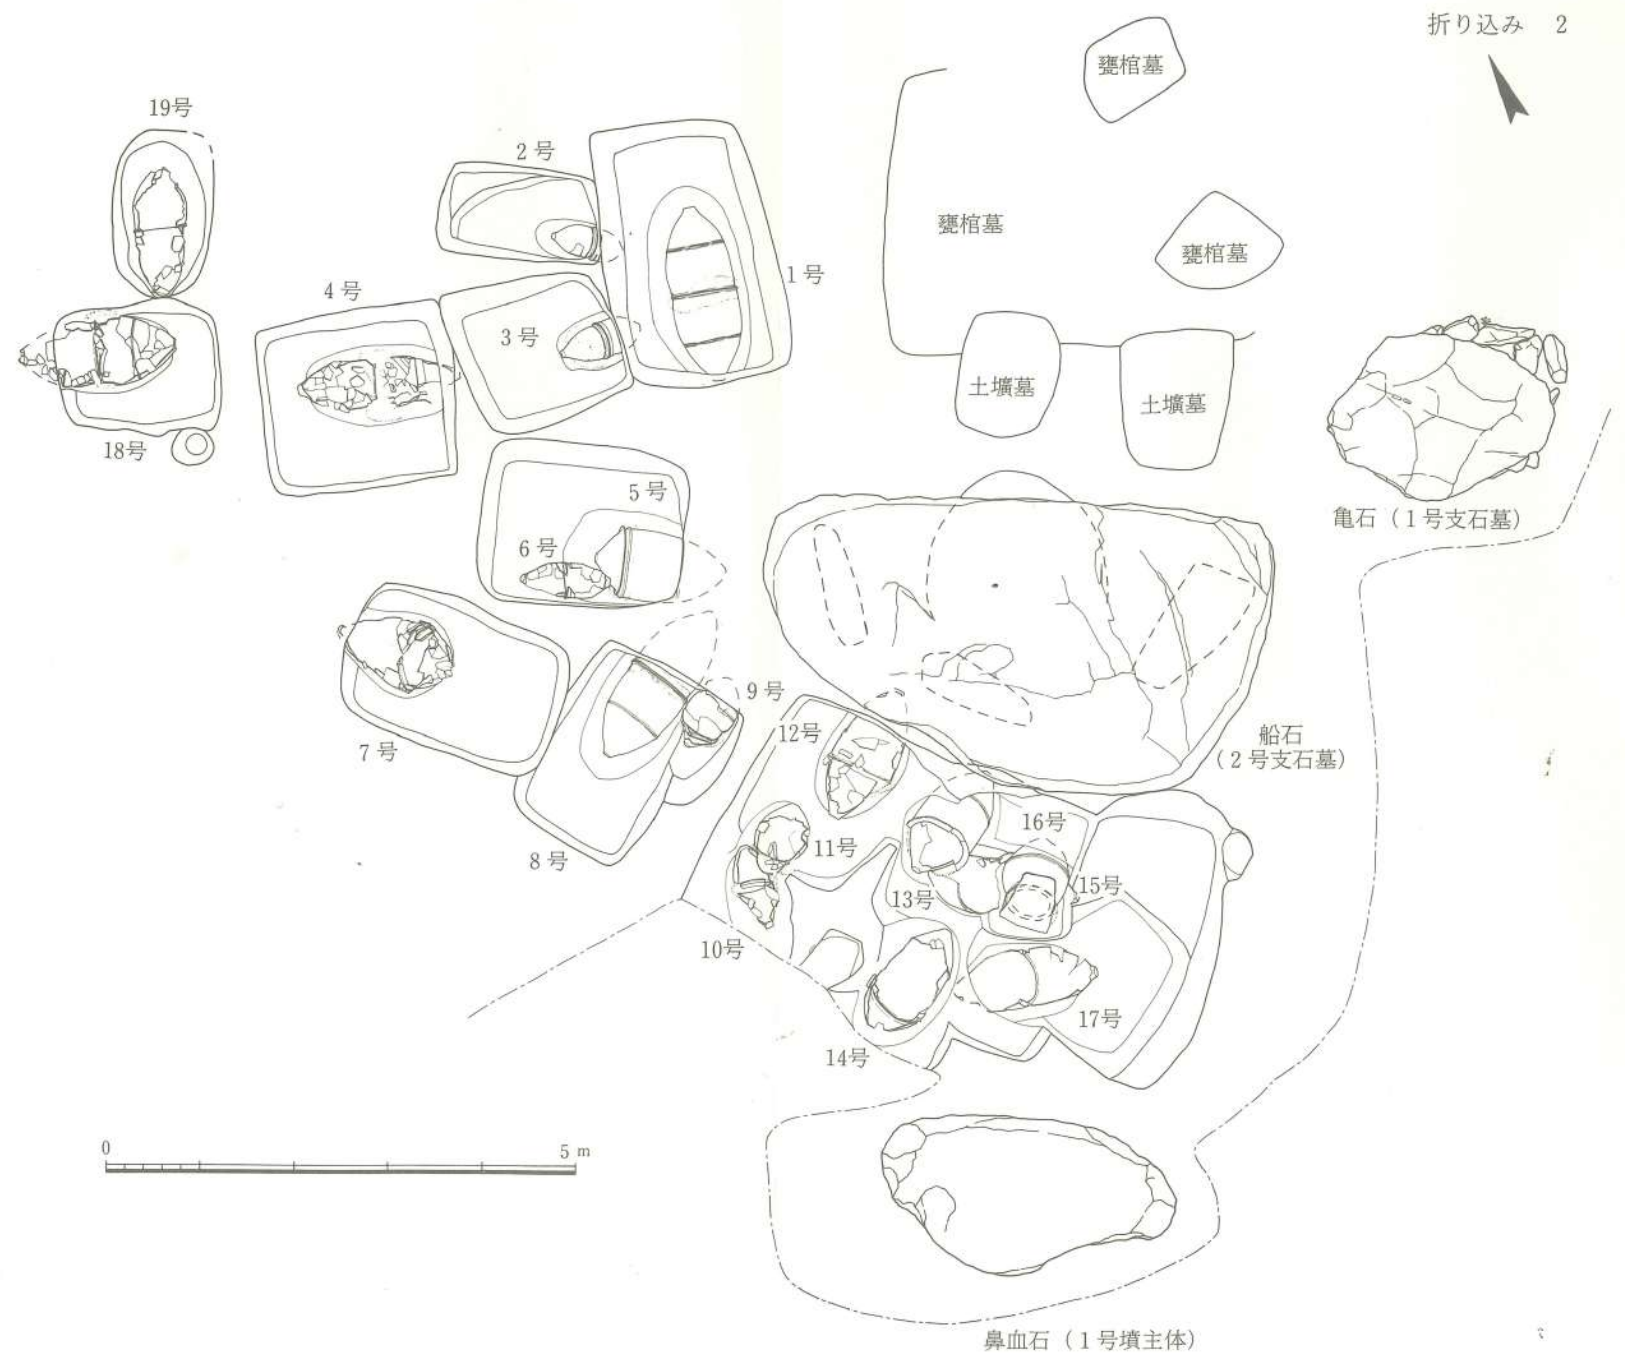 折り込み 2
甕棺墓
19号
2号
甕棺墓
甕棺墓
1号
4号
3号
土壙墓
土壙墓
18号
5号
亀石(1号支石墓)
6号
9号
12号
船石
(2号支石墓)
7号
16号
11号
8号
15号
13号
10号
17号
14号
0 5 m
鼻血石(1号墳主体)